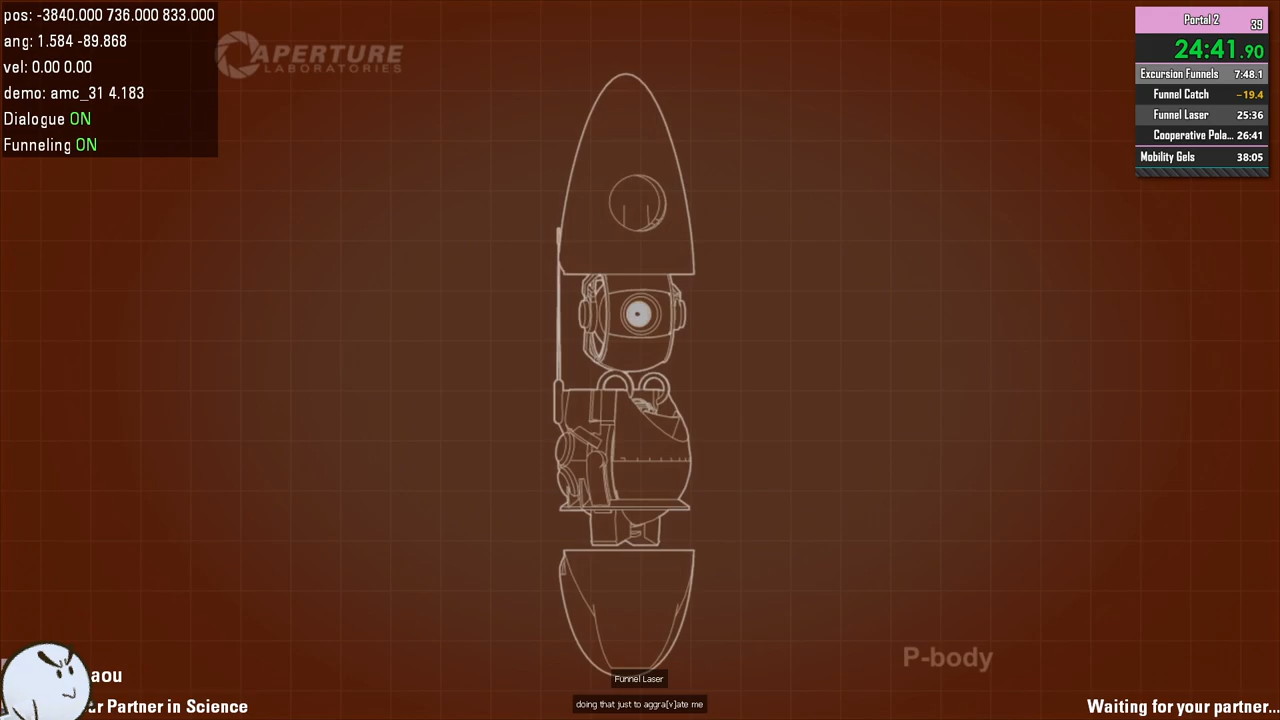 pos: -3840.000 736.000 833.000
ang: 1.584 -89.868
vel: 0.00 0.00
demo: amc_31 4.183
Dialogue ON
Funneling ON
APERTURE
LABORATORIES
Portal 2
39
24:41.90
Excursion Funnels 7:48.1
Funnel Catch −19.4
Funnel Laser 25:36
Cooperative Pola... 26:41
Mobility Gels 38:05
P-body
Funnel Laser
doing that just to aggra[v]ate me
aou
ur Partner in Science
Waiting for your partner...